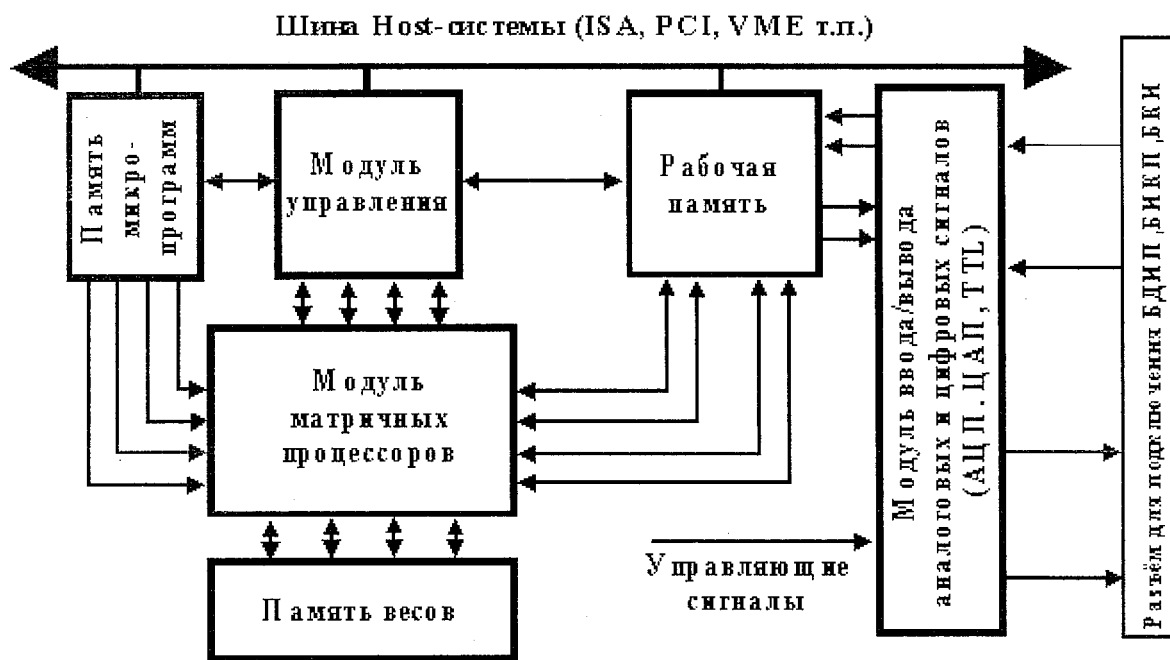 Шина Host-системы (ISA, PCI, VME т.п.)
Память
микро-
программ
Модуль
управления
Рабочая
память
Модуль ввода/вывода
аналоговых и цифровых сигналов
(АЦП. ЦАП, TTL)
Разъём для подключения БДИП, БИКП, БКИ
Модуль
матричных
процессоров
Управляющие
сигналы
Память весов